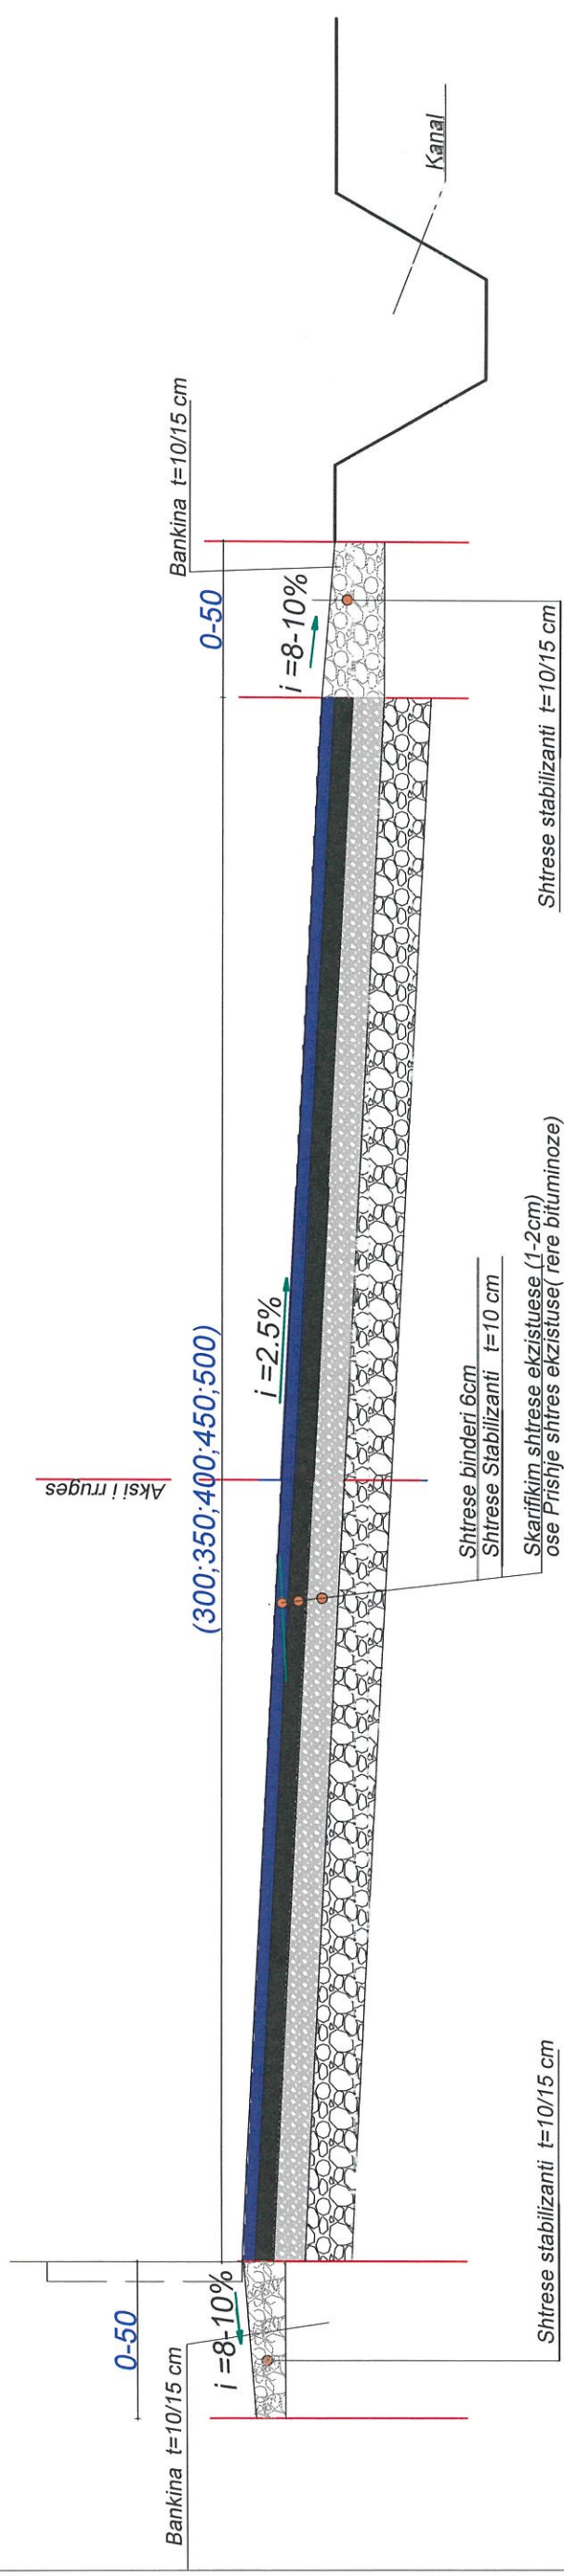 Bankina t=10/15 cm
0-50
i =8-10%
Shtrese stabilizanti t=10/15 cm
(300;350;400;450;500)
Aksi i rruges
i =2.5%
Shtrese binderi 6cm
Shtrese Stabilizanti t=10 cm
Skarifikim shtrese ekzistuese (1-2cm)
ose Prishje shtres ekzistuse( rere bituminoze)
Bankina t=10/15 cm
0-50
i =8-10%
Shtrese stabilizanti t=10/15 cm
Kanal